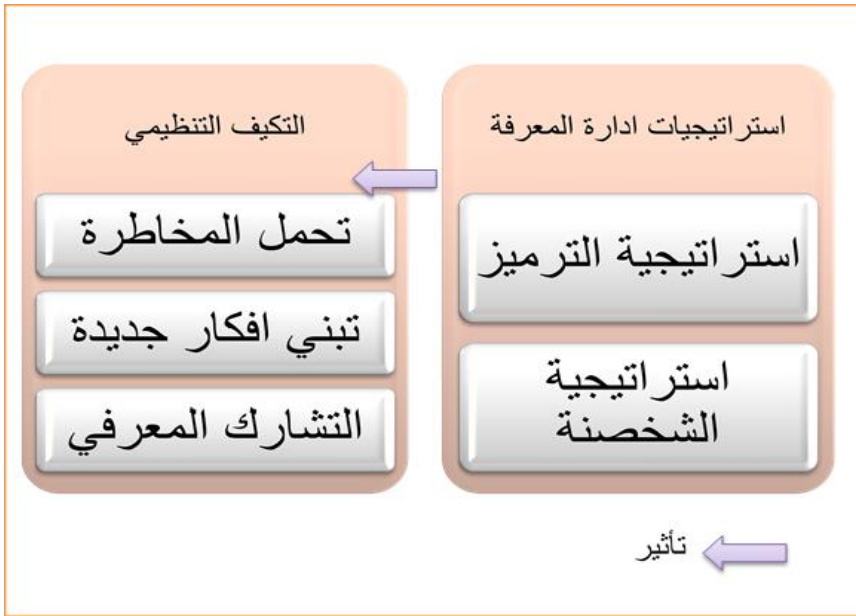 استراتيجيات ادارة المعرفة
استراتيجية الترميز
استراتيجية
الشخصنة
التكيف التنظيمي
تحمل المخاطرة
تبني افكار جديدة
التشارك المعرفي
تأثير